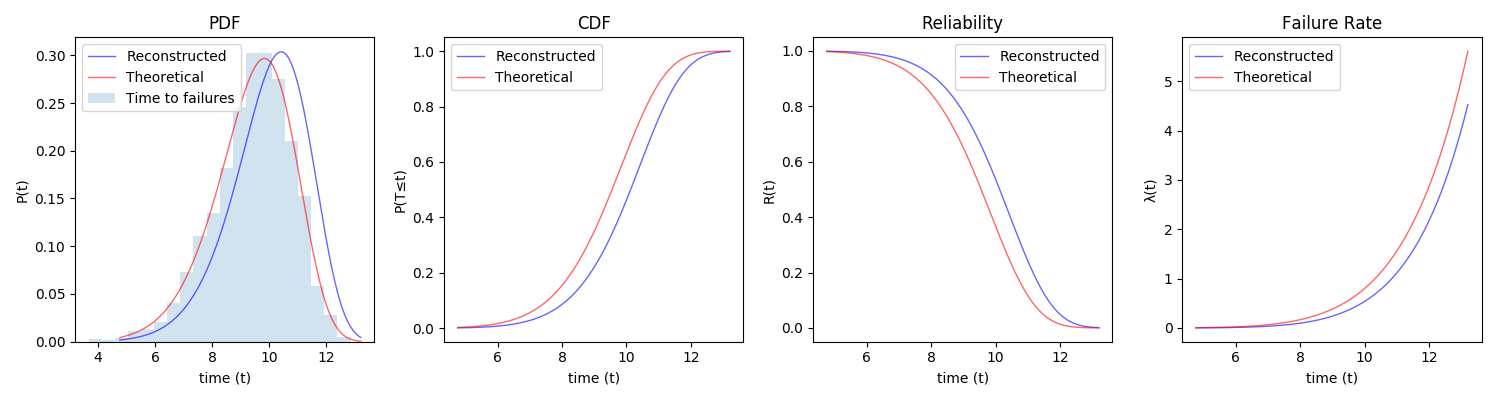 PDF
Reconstructed
Theoretical
Time to failures
P(t)
0.30
0.25
0.20
0.15
0.10
0.05
0.00
4 6 8 10 12
time (t)
CDF
Reconstructed
Theoretical
P(T≤t)
1.0
0.8
0.6
0.4
0.2
0.0
6 8 10 12
time (t)
Reliability
Reconstructed
Theoretical
R(t)
1.0
0.8
0.6
0.4
0.2
0.0
6 8 10 12
time (t)
Failure Rate
Reconstructed
Theoretical
λ(t)
5
4
3
2
1
0
6 8 10 12
time (t)